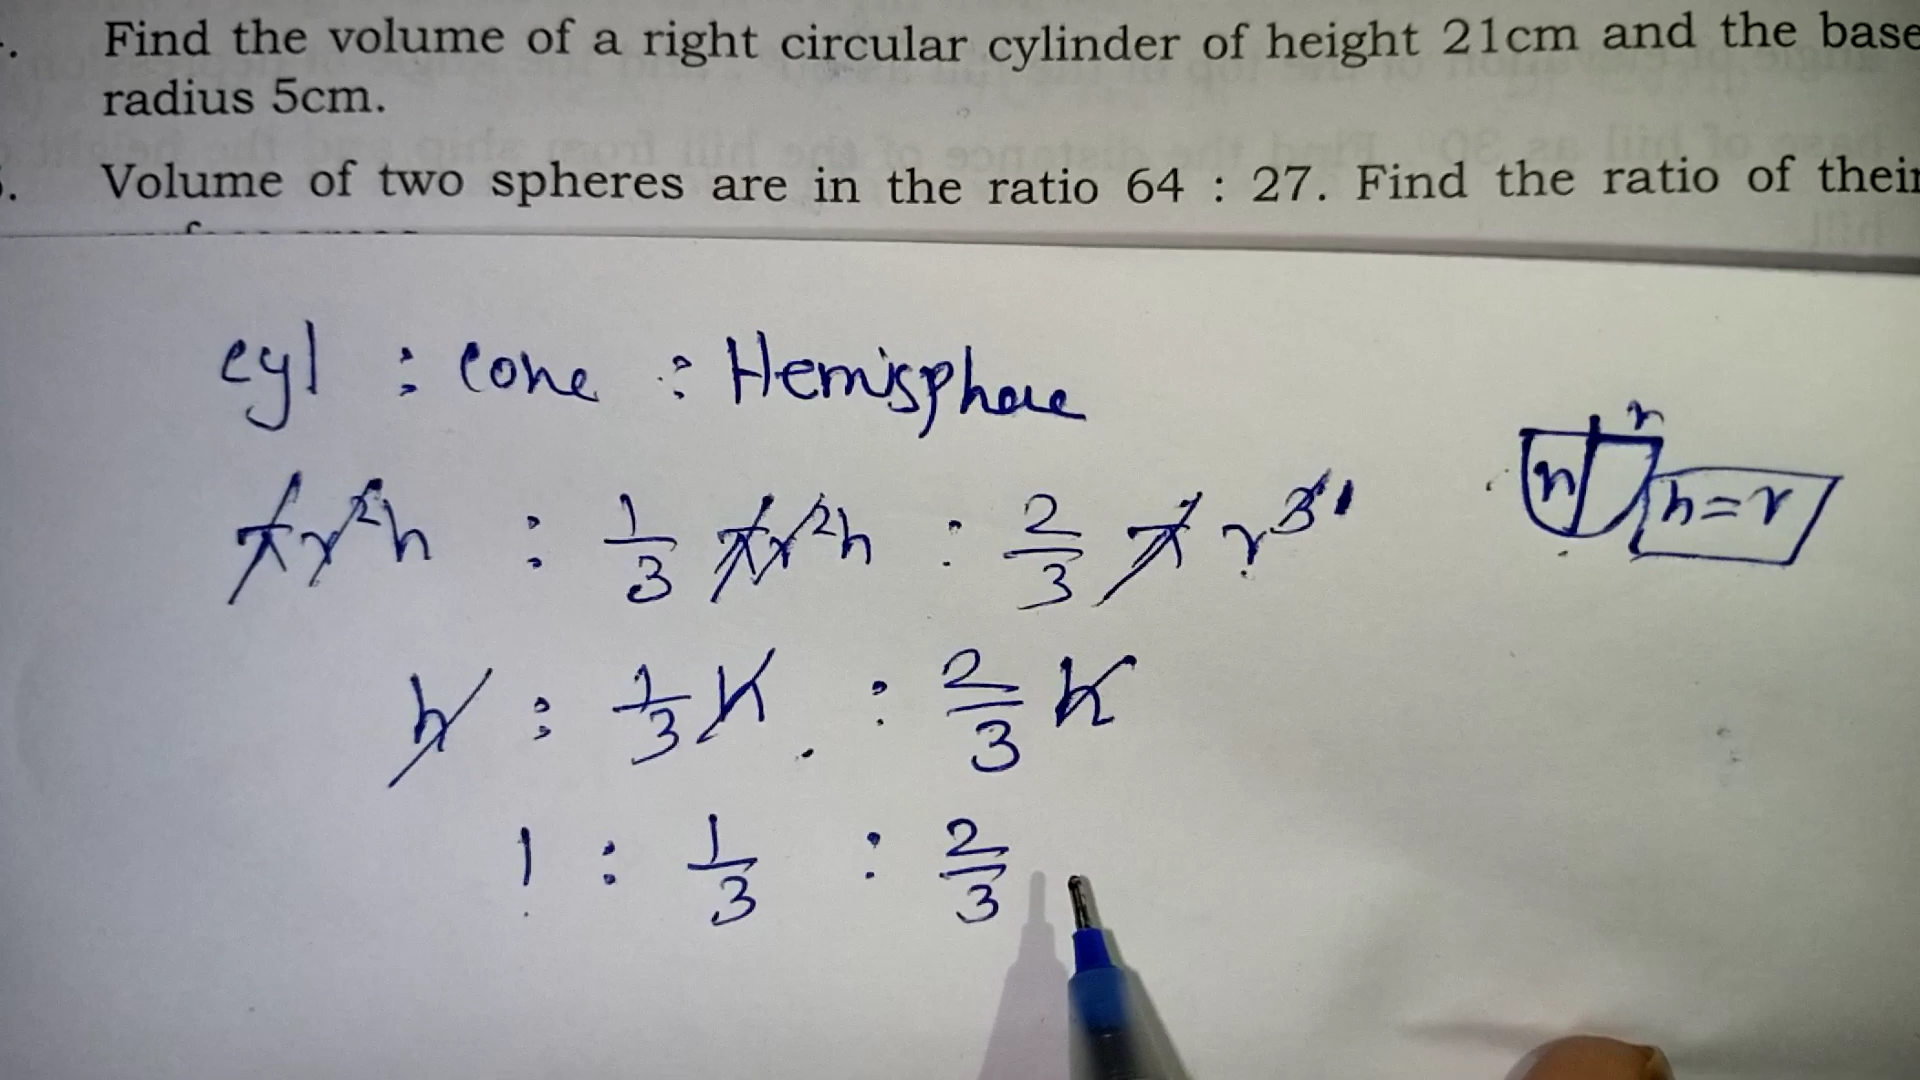 Find the volume of a right circular cylinder of height 21cm and the base
radius 5cm.
Volume of two spheres are in the ratio 64 : 27. Find the ratio of their
cyl : cone : Hemisphere
πr²h : 1/3 πr²h : 2/3 πr³ 1
r
h
h=r
h : 1/3 h : 2/3 h
1 : 1/3 : 2/3